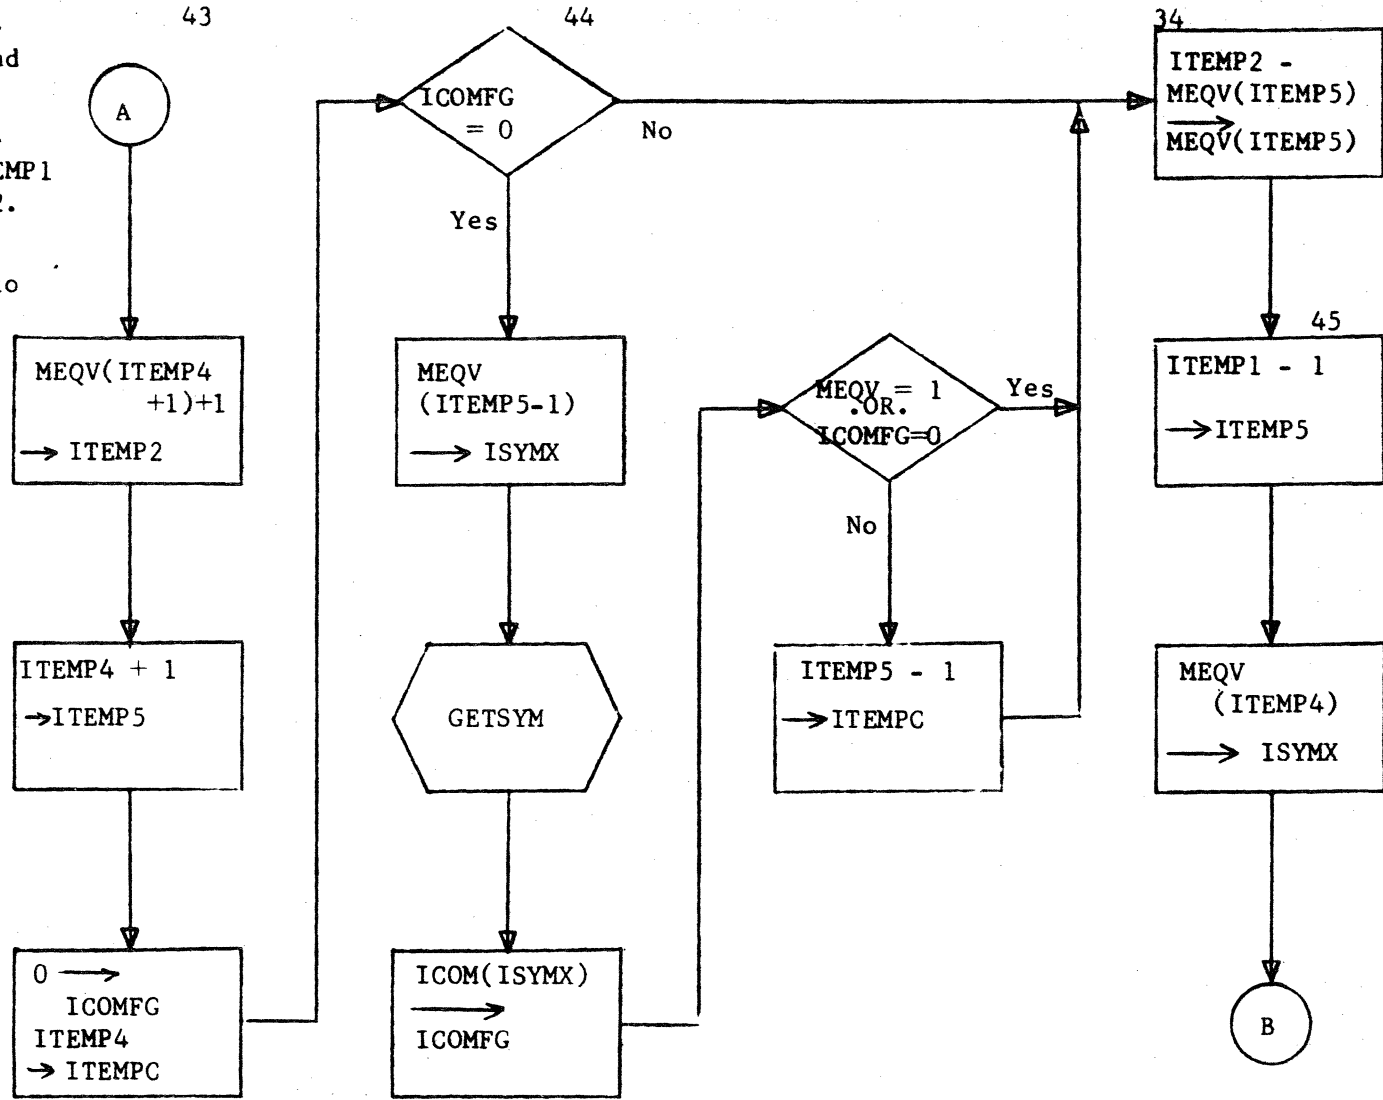 43
A
MEQV(ITEMP4
+1)+1
→ ITEMP2
ITEMP4 + 1
→ITEMP5
0 →
ICOMFG
ITEMP4
→ ITEMPC
44
ICOMFG
= 0
No
Yes
MEQV
(ITEMP5-1)
→ ISYMX
GETSYM
ICOM(ISYMX)
→
ICOMFG
MEQV = 1
.OR.
ICOMFG=0
Yes
No
ITEMP5 - 1
→ITEMPC
34
ITEMP2 -
MEQV(ITEMP5)
→
MEQV(ITEMP5)
45
ITEMP1 - 1
→ITEMP5
MEQV
(ITEMP4)
→ ISYMX
B